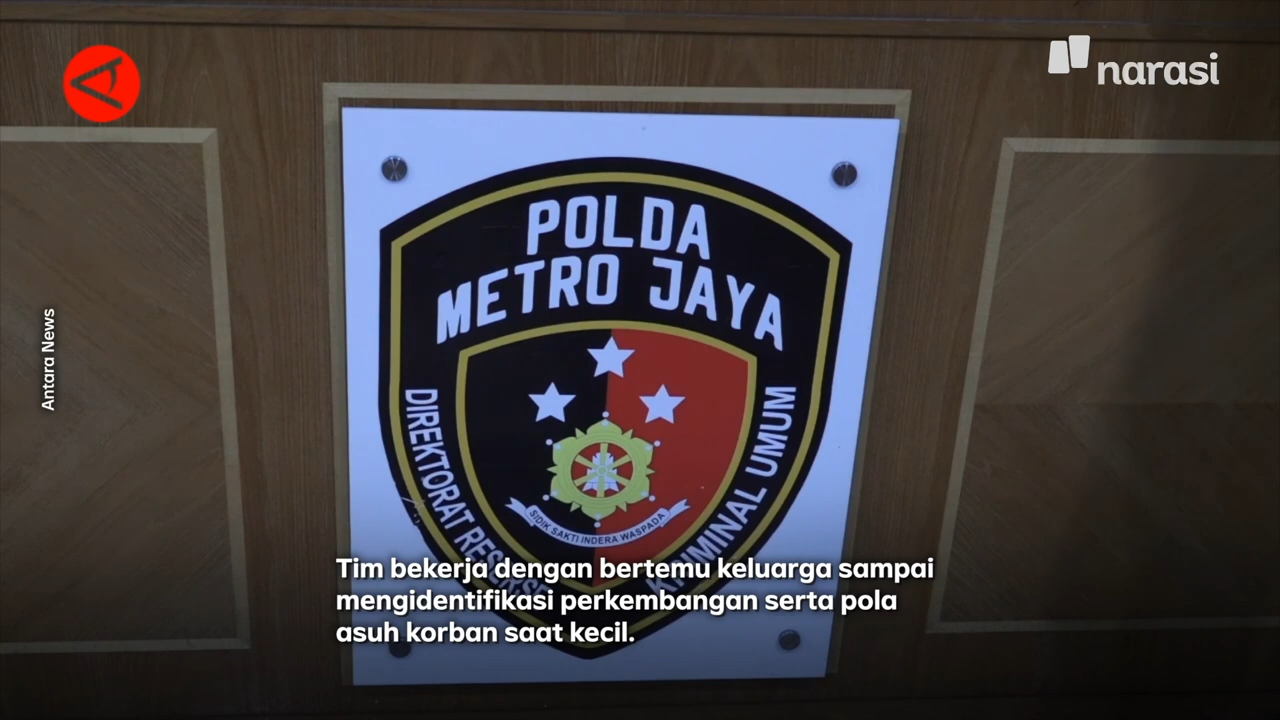 narasi
POLDA
METRO JAYA
DIREKTORAT RESERSE
KRIMINAL UMUM
SIDIK SAKTI INDERA WASPADA
Antara News
Tim bekerja dengan bertemu keluarga sampai
mengidentifikasi perkembangan serta pola
asuh korban saat kecil.